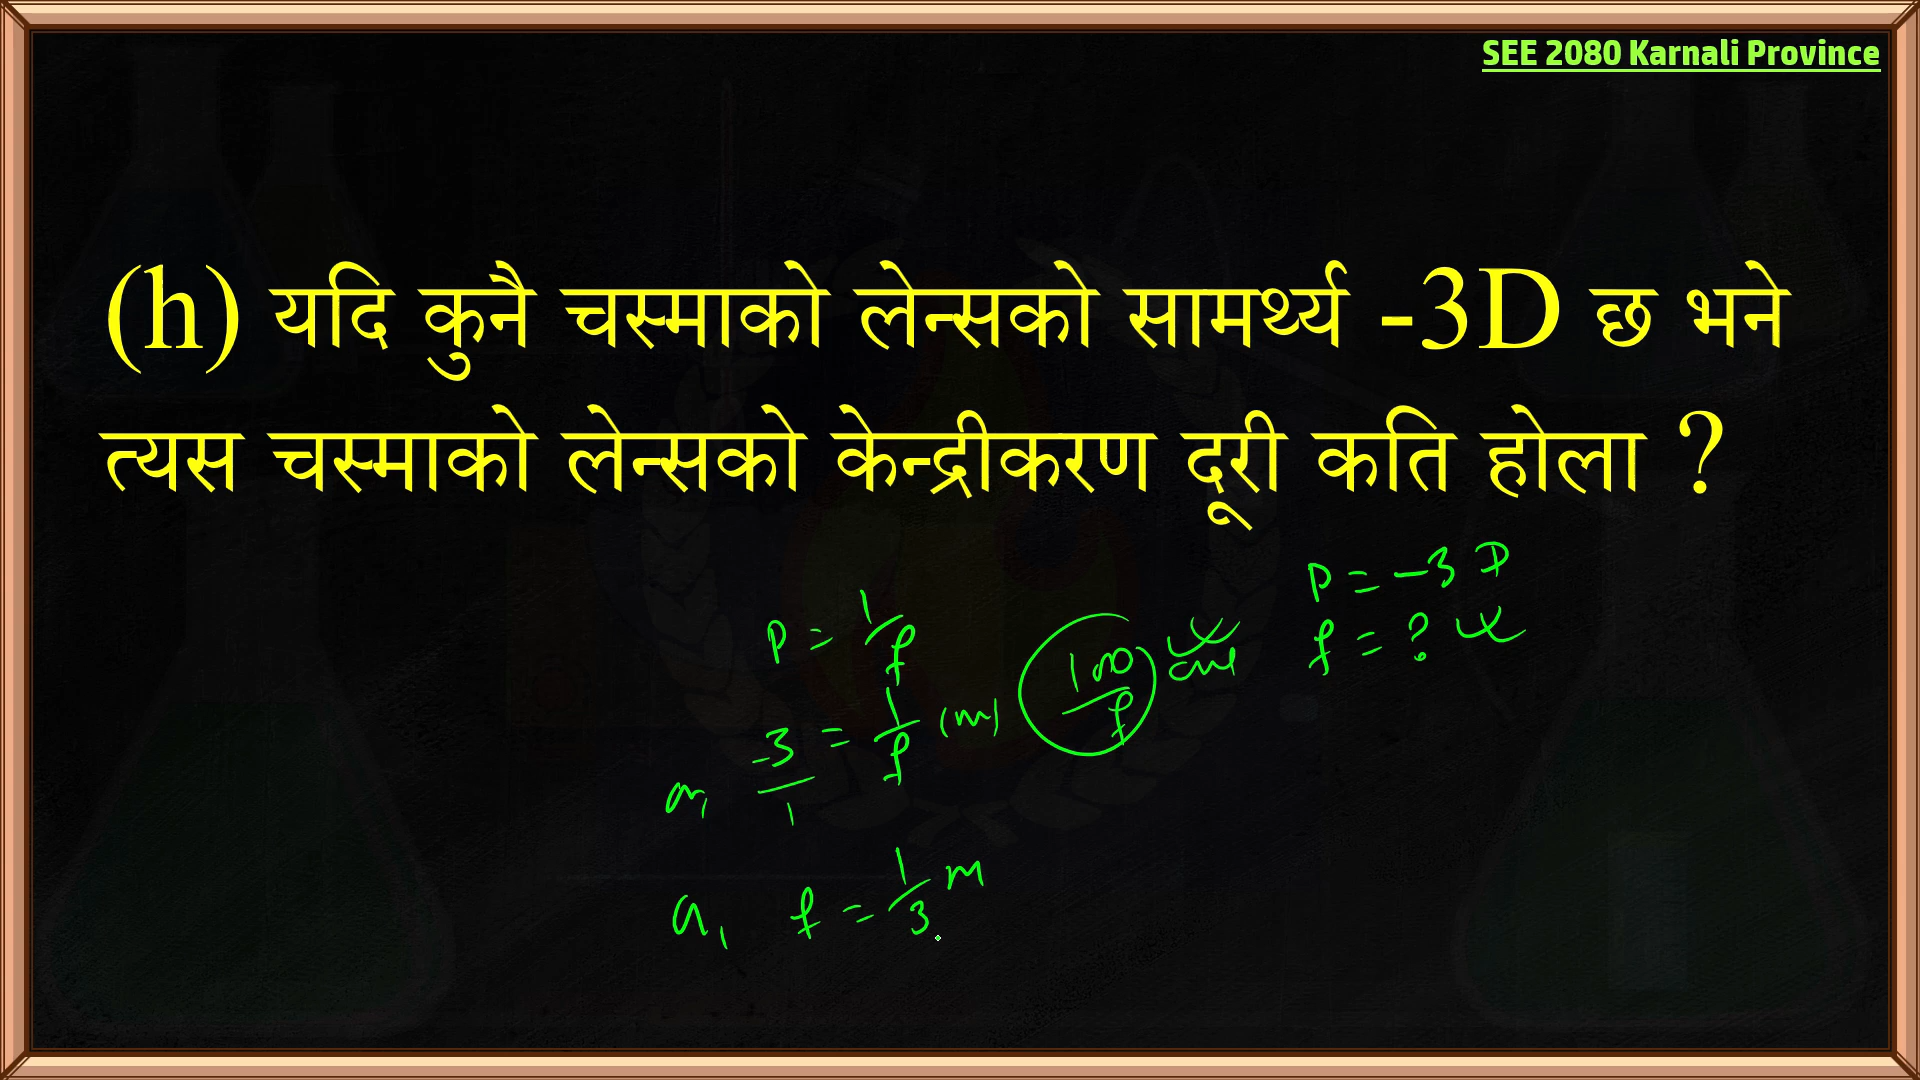 SEE 2080 Karnali Province
(h) यदि कुनै चस्माको लेन्सको सामर्थ्य -3D छ भने
त्यस चस्माको लेन्सको केन्द्रीकरण दूरी कति होला ?
P = -3 D
f = ?
P = 1/f
100/f cm
-3/1 = 1/f (m)
f = 1/3 m